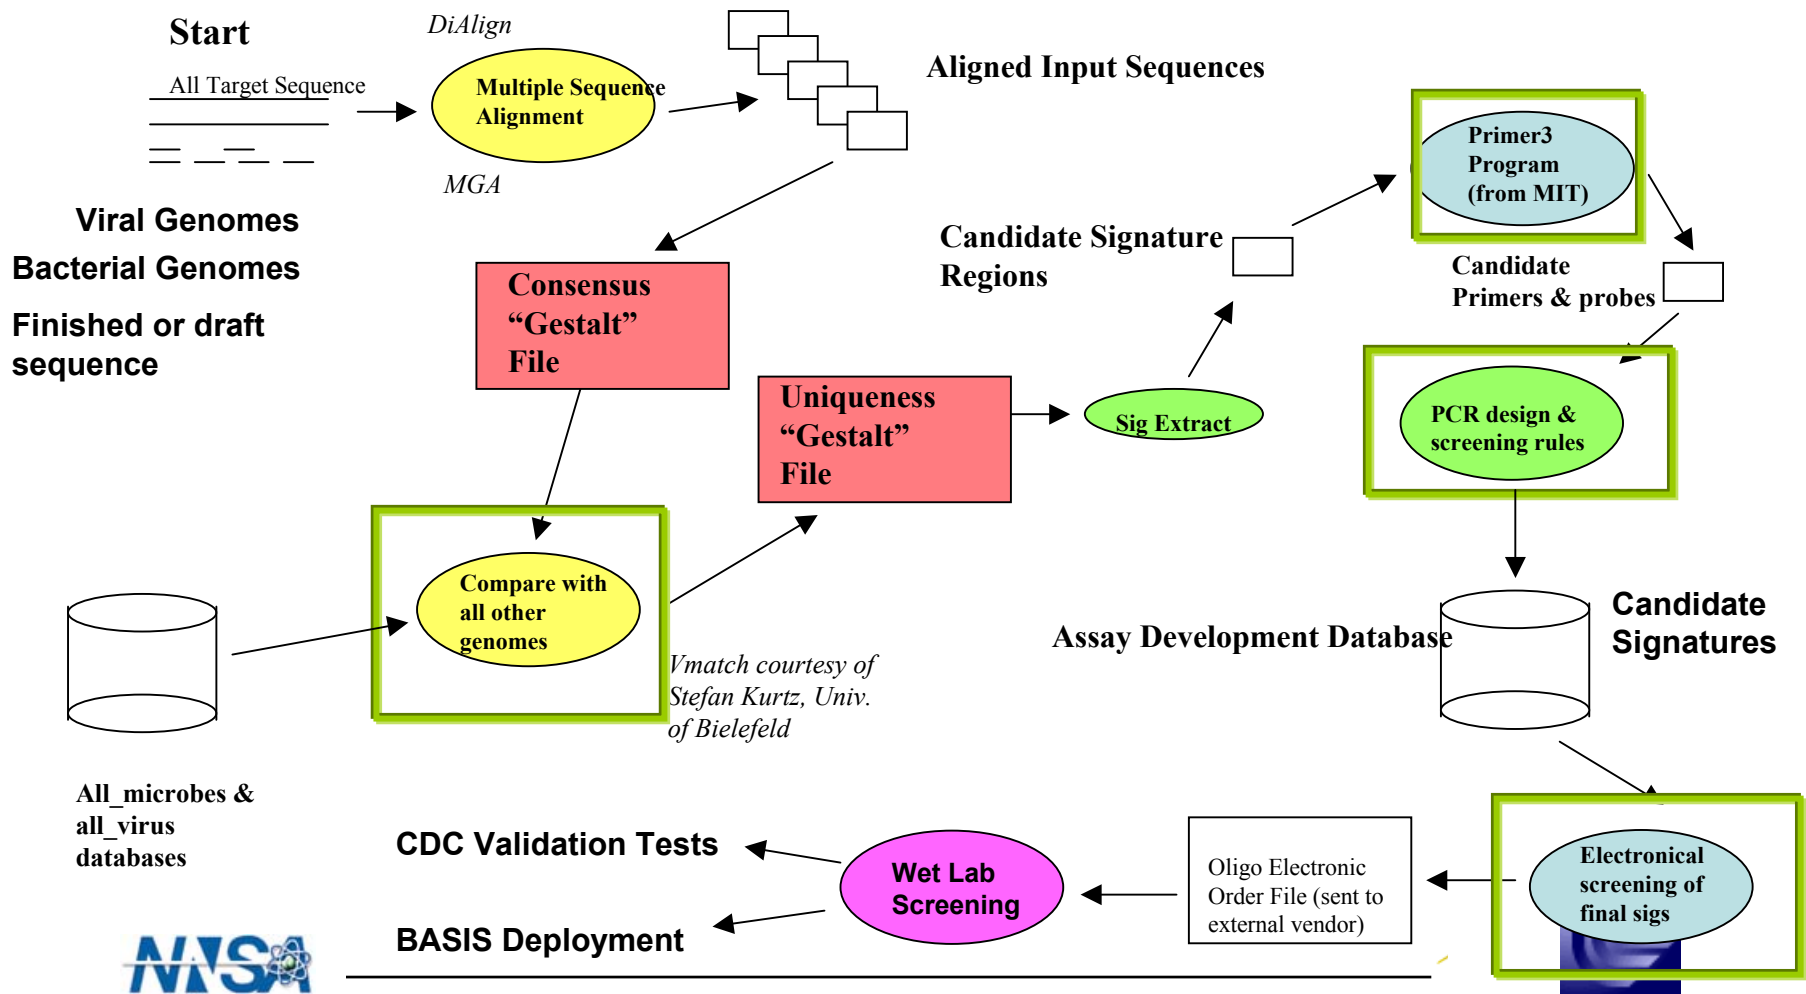 Start
DiAlign
All Target Sequence
Multiple Sequence
Alignment
Aligned Input Sequences
MGA
Viral Genomes
Bacterial Genomes
Finished or draft
sequence
Consensus
“Gestalt”
File
Uniqueness
“Gestalt”
File
Sig Extract
Candidate Signature
Regions
Primer3
Program
(from MIT)
Candidate
Primers & probes
PCR design &
screening rules
Compare with
all other
genomes
Vmatch courtesy of
Stefan Kurtz, Univ.
of Bielefeld
All_microbes &
all_virus
databases
Assay Development Database
Candidate
Signatures
Electronical
screening of
final sigs
Oligo Electronic
Order File (sent to
external vendor)
Wet Lab
Screening
CDC Validation Tests
BASIS Deployment
NNSA